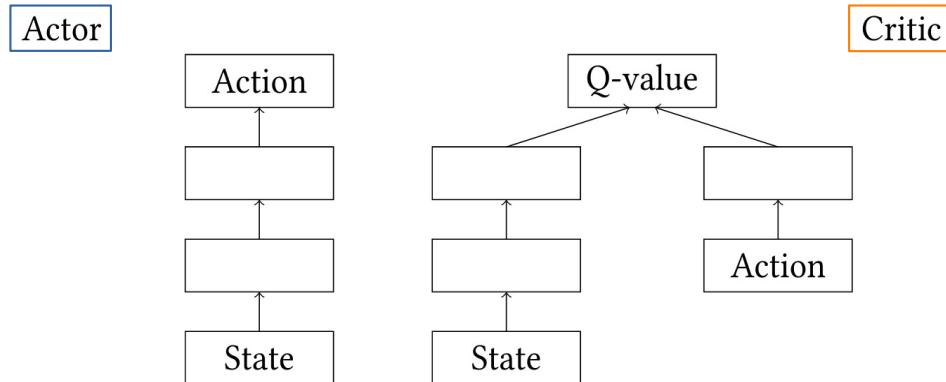 Actor
Critic
Action
Q-value
Action
State
State